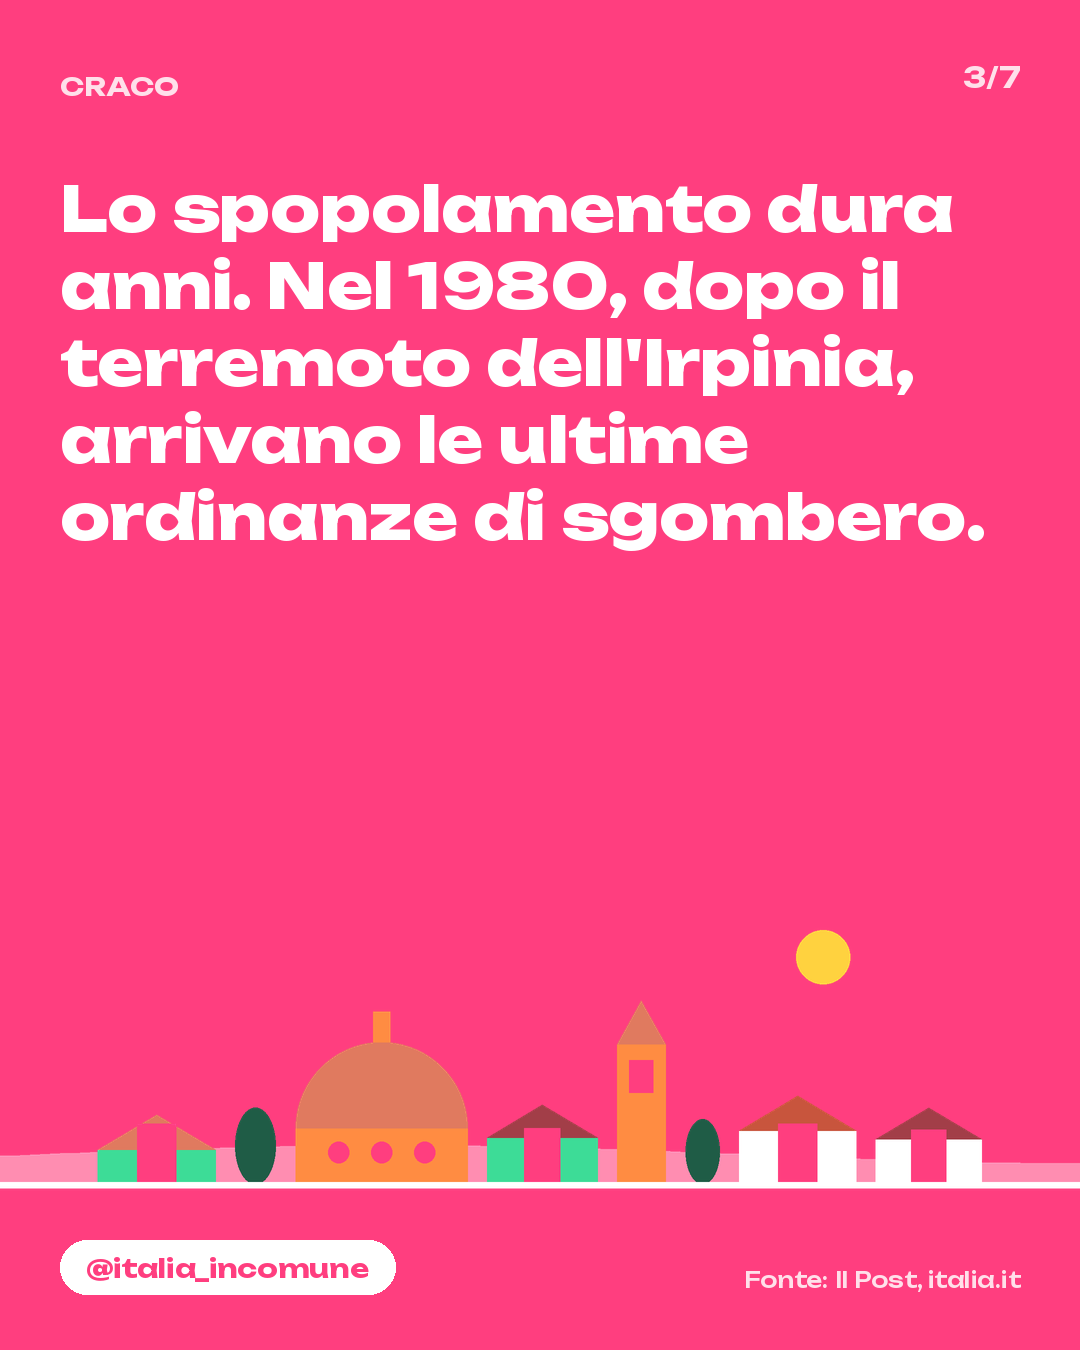 CRACO
3/7
Lo spopolamento dura
anni. Nel 1980, dopo il
terremoto dell'Irpinia,
arrivano le ultime
ordinanze di sgombero.
@italia_incomune
Fonte: Il Post, italia.it